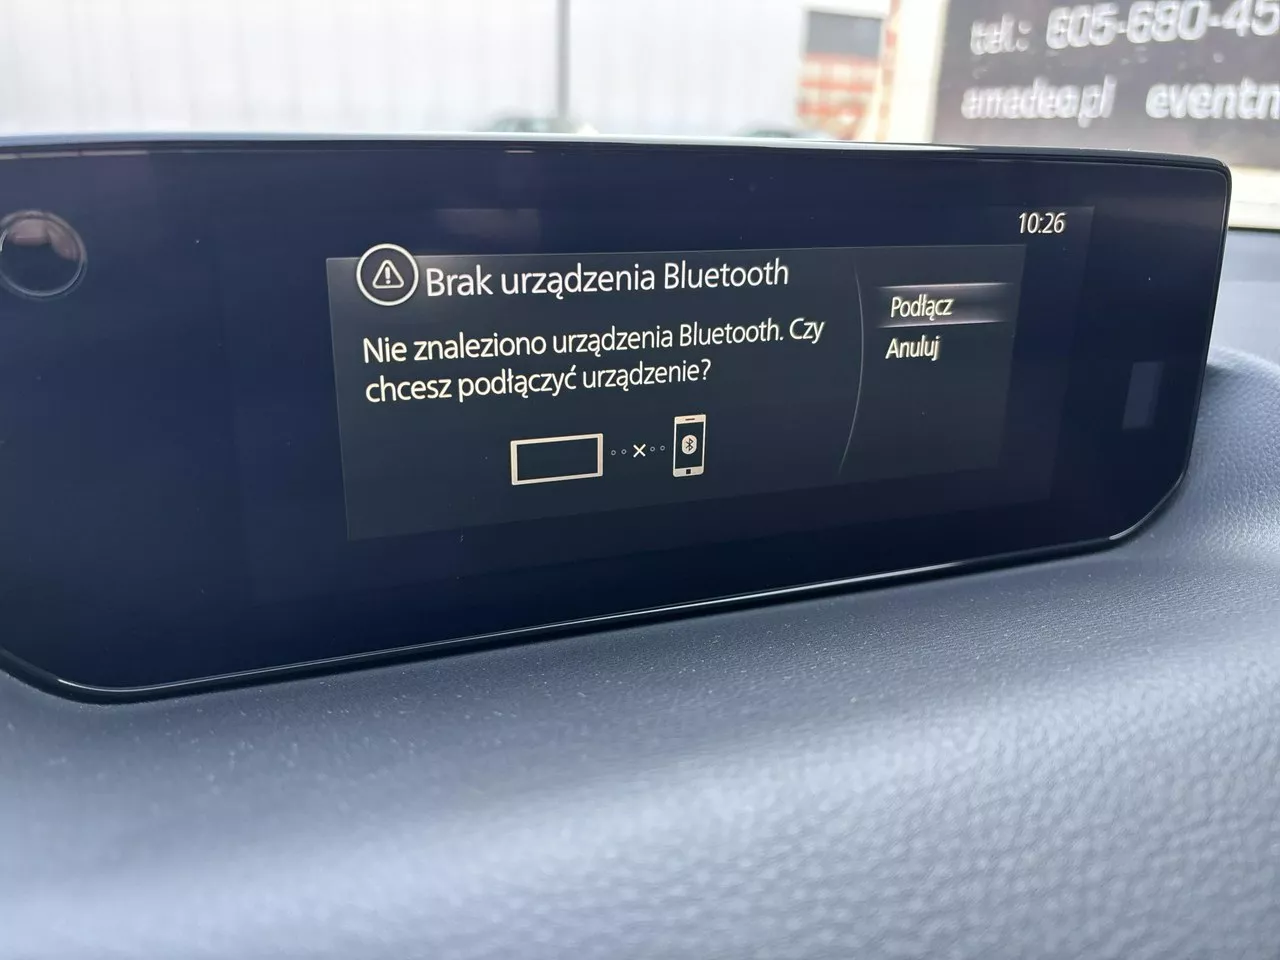 tel.: 605-680-45
amadeo.pl eventn
10:26
Brak urządzenia Bluetooth
Nie znaleziono urządzenia Bluetooth. Czy
chcesz podłączyć urządzenie?
Podłącz
Anuluj